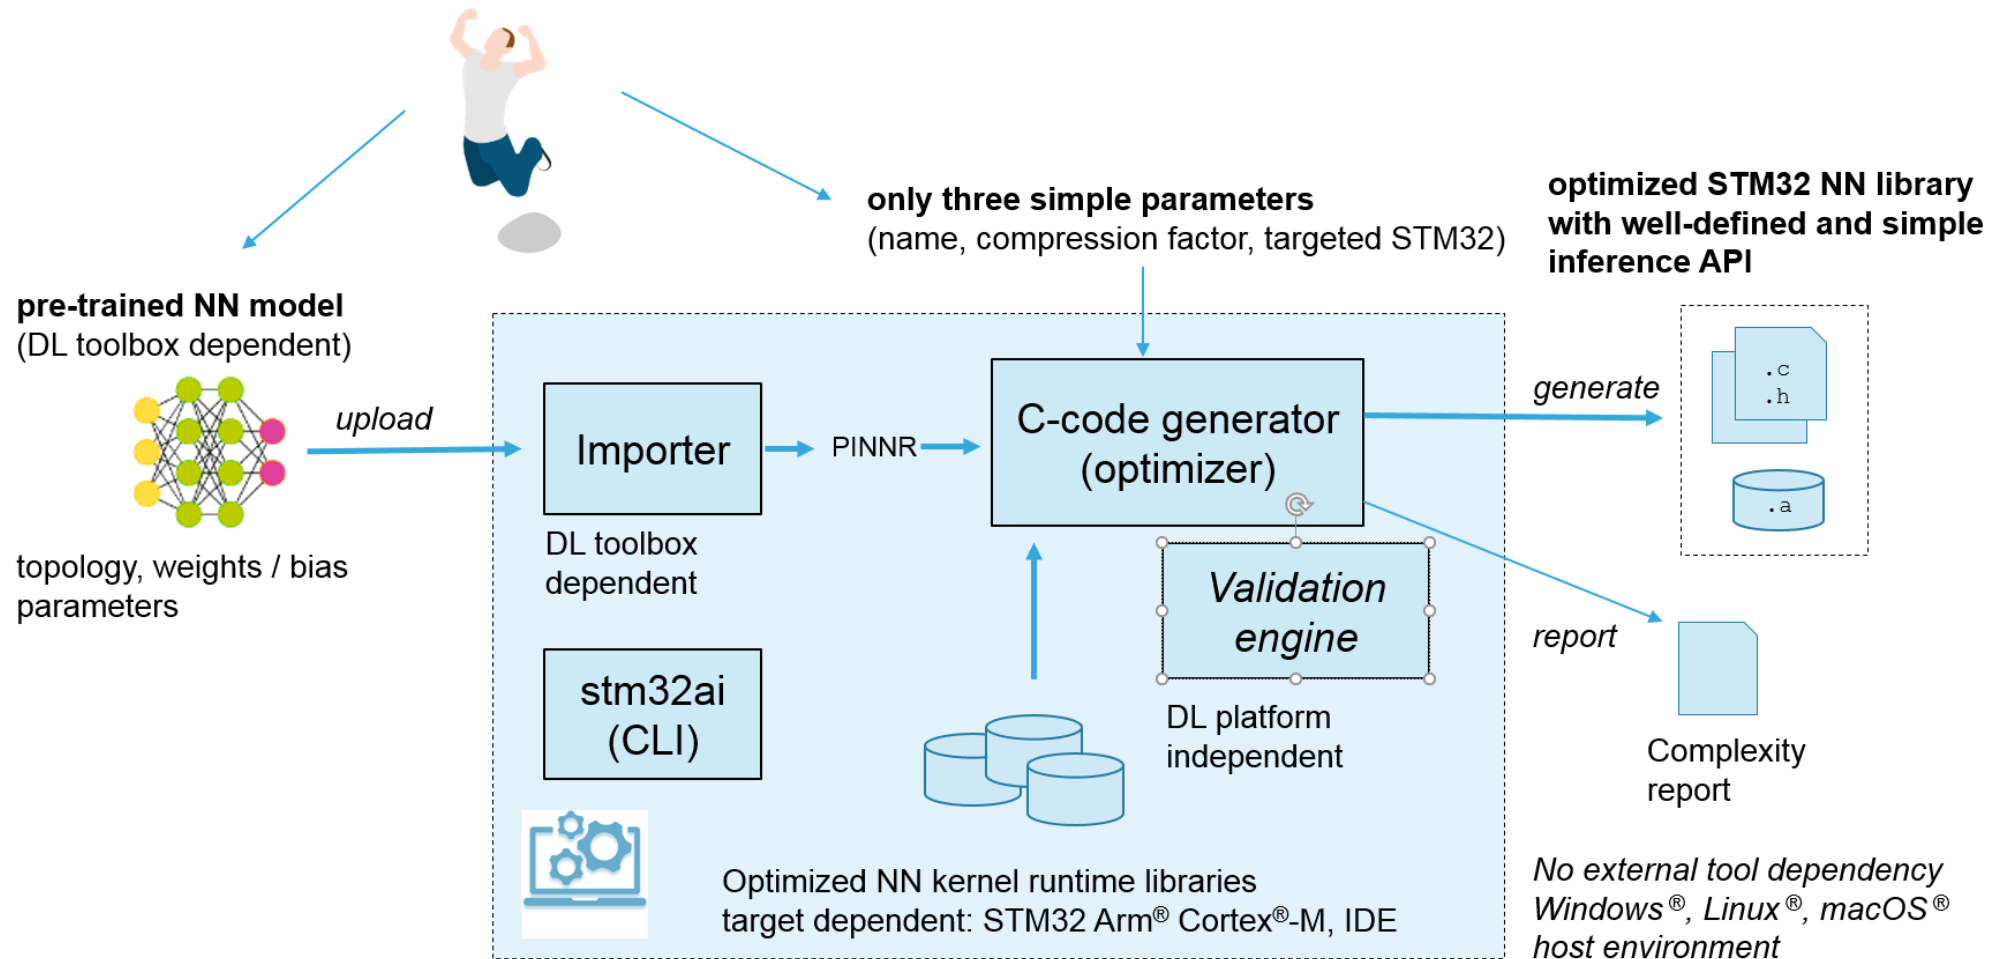 only three simple parameters
(name, compression factor, targeted STM32)
optimized STM32 NN library
with well-defined and simple
inference API
pre-trained NN model
(DL toolbox dependent)
upload
topology, weights / bias
parameters
Importer
DL toolbox
dependent
PINNR
C-code generator
(optimizer)
Validation
engine
DL platform
independent
stm32ai
(CLI)
Optimized NN kernel runtime libraries
target dependent: STM32 Arm® Cortex®-M, IDE
generate
.c
.h
.a
report
Complexity
report
No external tool dependency
Windows®, Linux®, macOS®
host environment